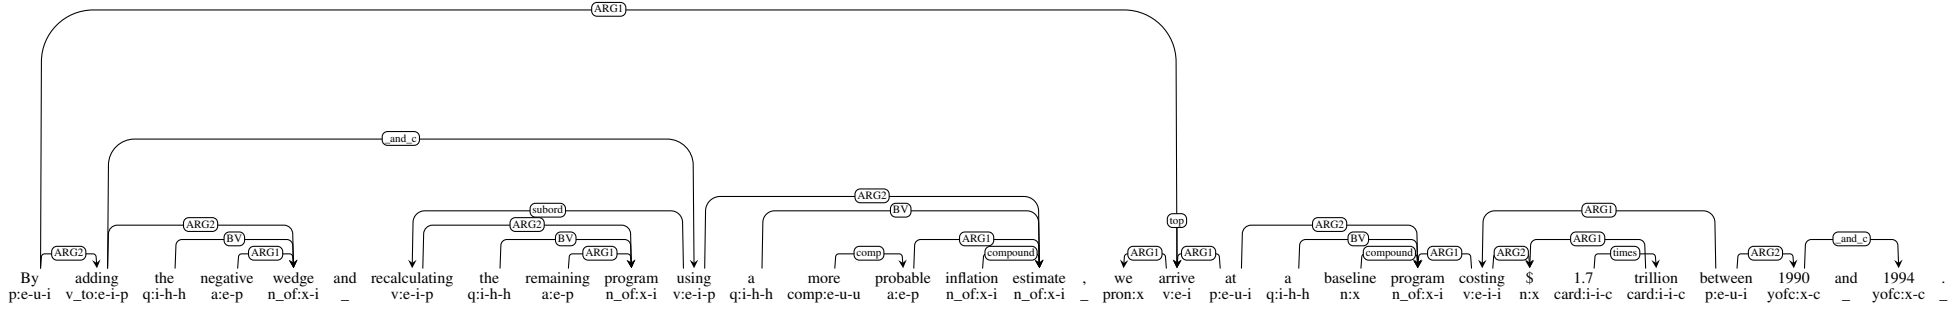 ARG1
_and_c
ARG2
subord BV ARG1
top
ARG2 ARG2 ARG2
BV BV BV _and_c
ARG2 ARG1 ARG1 comp ARG1 compound ARG1 ARG1 compound ARG1 ARG2 ARG1 times ARG2
By adding the negative wedge and recalculating the remaining program using a more probable inflation estimate , we arrive at a baseline program costing $ 1.7 trillion between 1990 and 1994 .
p:e-u-i v_to:e-i-p q:i-h-h a:e-p n_of:x-i _ v:e-i-p q:i-h-h a:e-p n_of:x-i v:e-i-p q:i-h-h comp:e-u-u a:e-p n_of:x-i n_of:x-i _ pron:x v:e-i p:e-u-i q:i-h-h n:x n_of:x-i v:e-i-i n:x card:i-i-c card:i-i-c p:e-u-i yofc:x-c _ yofc:x-c _